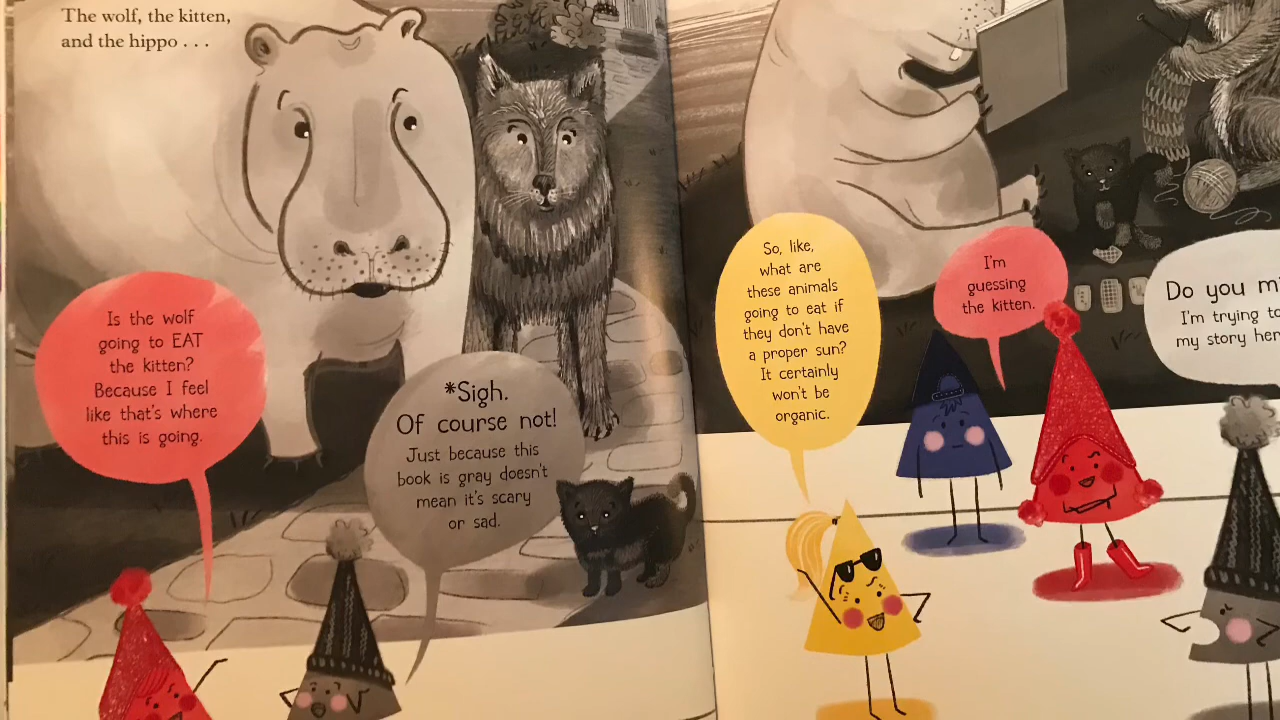 The wolf, the kitten,
and the hippo . . .
Is the wolf
going to EAT
the kitten?
Because I feel
like that's where
this is going.
*Sigh.
Of course not!
Just because this
book is gray doesn't
mean it's scary
or sad.
So, like,
what are
these animals
going to eat if
they don't have
a proper sun?
It certainly
won't be
organic.
I'm
guessing
the kitten.
Do you
I'm trying to
my story